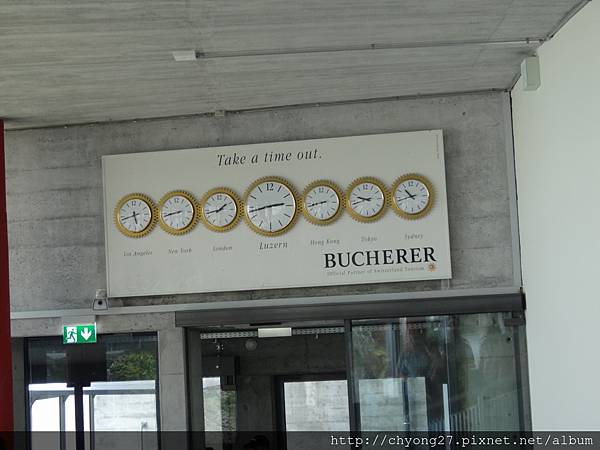 Take a time out.
Los Angeles New York London Luzern Hong Kong Tokyo Sydney
BUCHERER
Official Partner of Switzerland Tourism
http://chyong27.pixnet.net/album